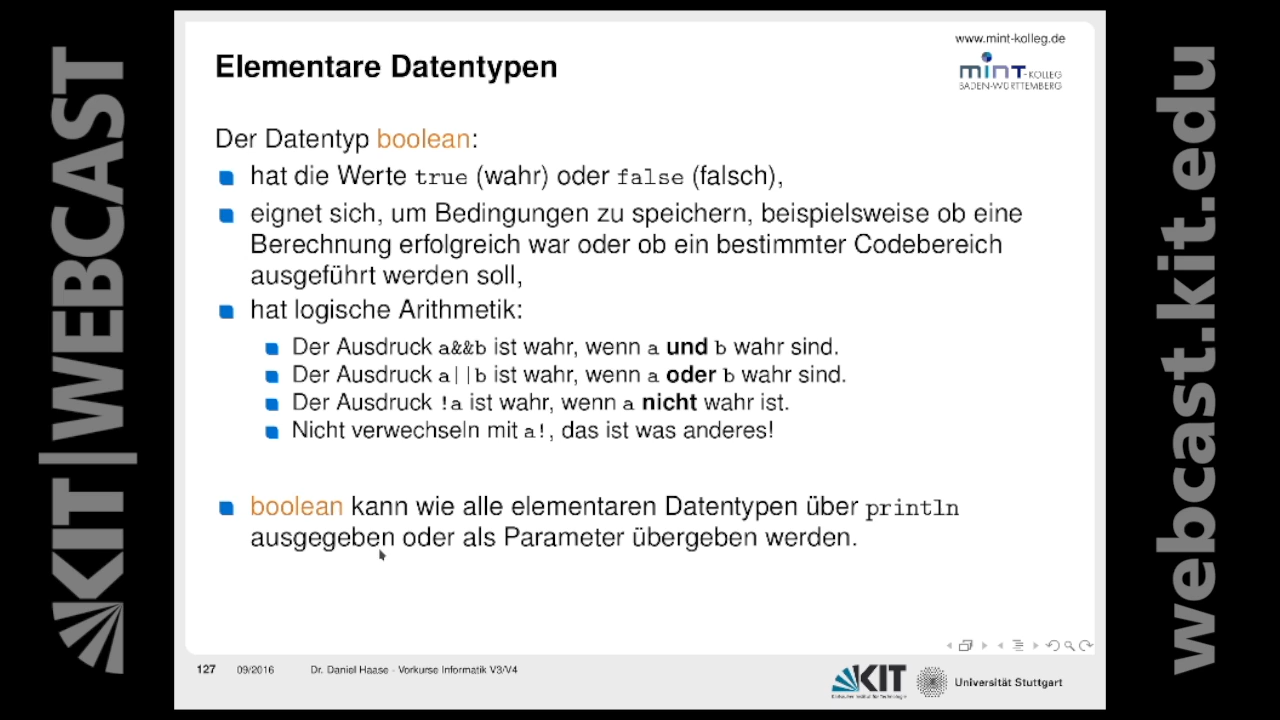 www.mint-kolleg.de
Elementare Datentypen
mınT-KOLLEG
BADEN-WÜRTTEMBERG
Der Datentyp boolean:
hat die Werte true (wahr) oder false (falsch),
eignet sich, um Bedingungen zu speichern, beispielsweise ob eine
Berechnung erfolgreich war oder ob ein bestimmter Codebereich
ausgeführt werden soll,
hat logische Arithmetik:
Der Ausdruck a&&b ist wahr, wenn a und b wahr sind.
Der Ausdruck a||b ist wahr, wenn a oder b wahr sind.
Der Ausdruck !a ist wahr, wenn a nicht wahr ist.
Nicht verwechseln mit a!, das ist was anderes!
boolean kann wie alle elementaren Datentypen über println
ausgegeben oder als Parameter übergeben werden.
127 09/2016 Dr. Daniel Haase - Vorkurse Informatik V3/V4
KIT
Karlsruher Institut für Technologie
Universität Stuttgart
KIT|WEBCAST
webcast.kit.edu